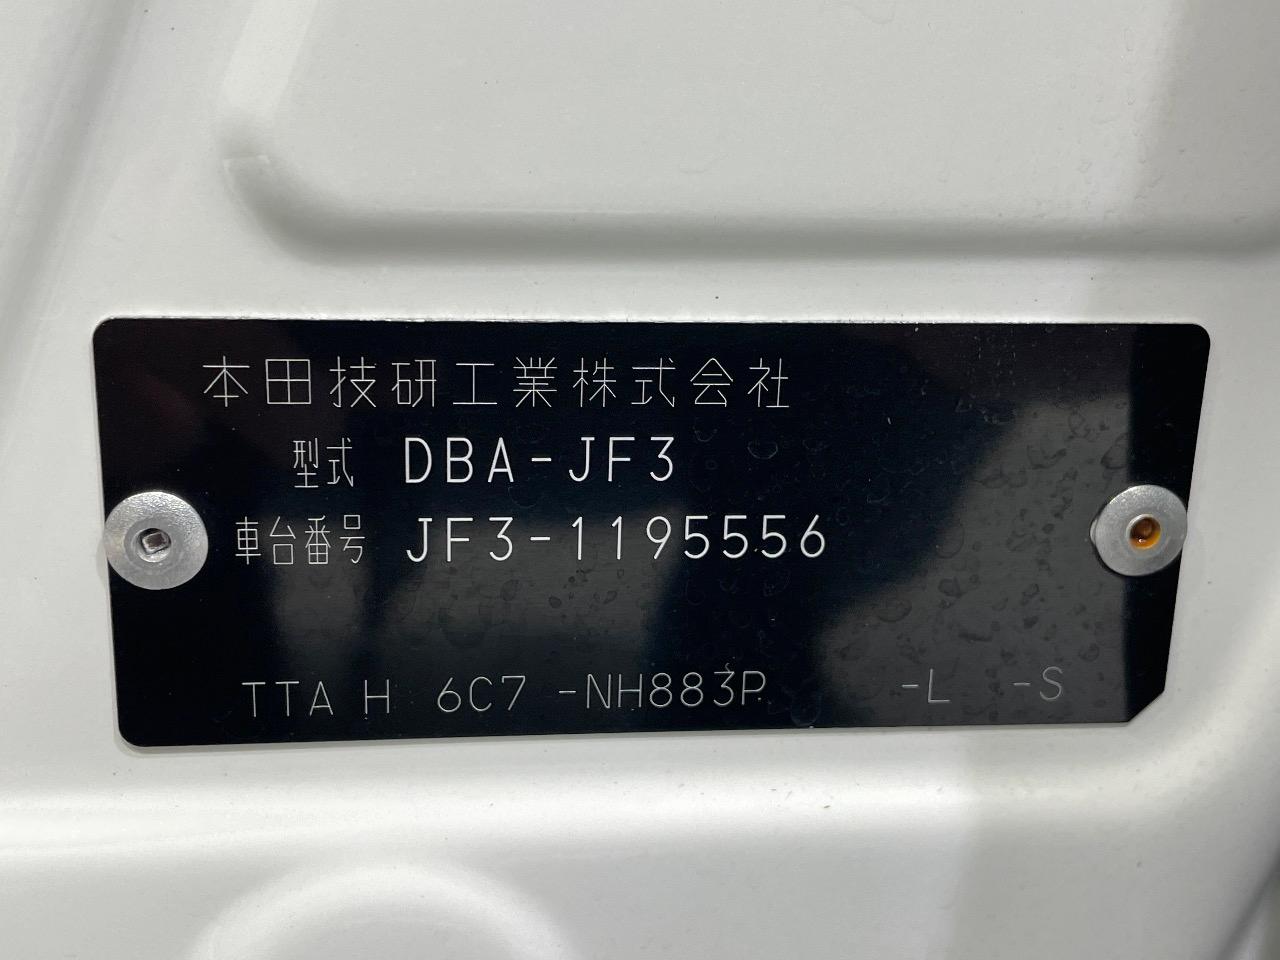 本田技研工業株式会社
型式 DBA-JF3
車台番号 JF3-1195556
TTA H 6C7 -NH883P -L -S